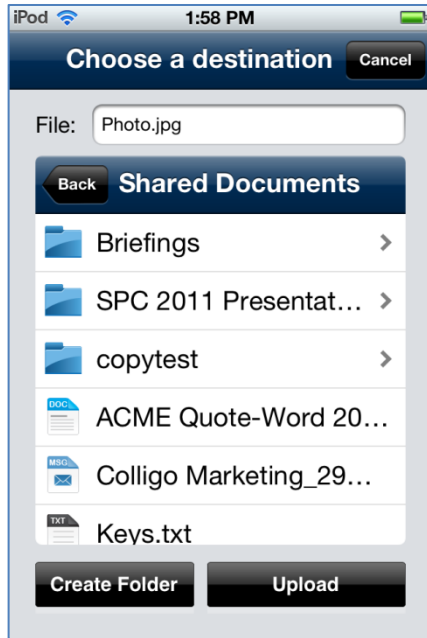 iPod 1:58 PM
Choose a destination Cancel
File: Photo.jpg
Back Shared Documents
Briefings
SPC 2011 Presentat...
copytest
DOC ACME Quote-Word 20...
MSG Colligo Marketing_29...
TXT Keys.txt
Create Folder Upload